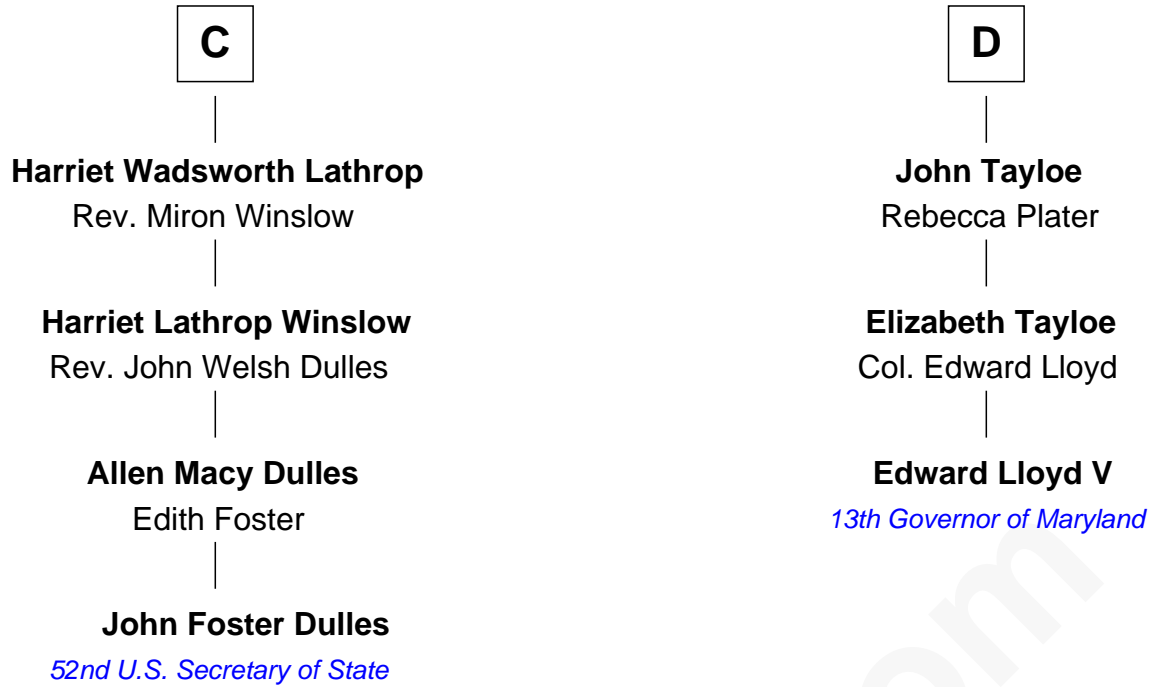 C
Harriet Wadsworth Lathrop
Rev. Miron Winslow
Harriet Lathrop Winslow
Rev. John Welsh Dulles
Allen Macy Dulles
Edith Foster
John Foster Dulles
52nd U.S. Secretary of State
D
John Tayloe
Rebecca Plater
Elizabeth Tayloe
Col. Edward Lloyd
Edward Lloyd V
13th Governor of Maryland
om